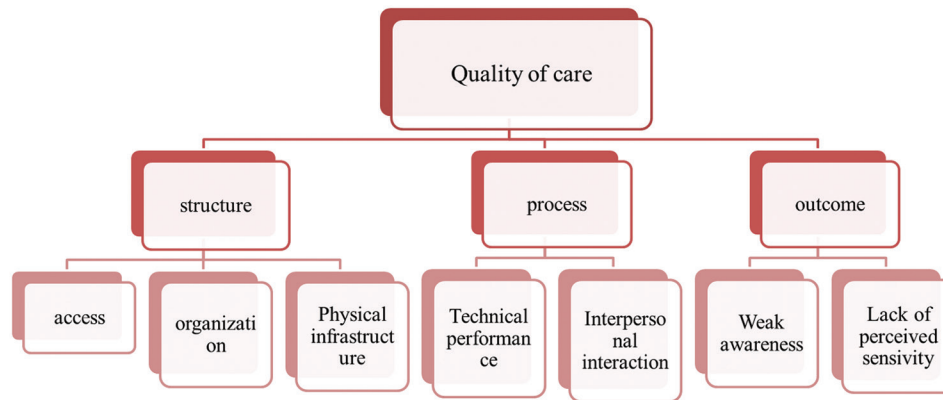 Quality of care
structure
process
outcome
access
organizati
on
Physical
infrastruct
ure
Technical
performan
ce
Interperso
nal
interaction
Weak
awareness
Lack of
perceived
sensivity